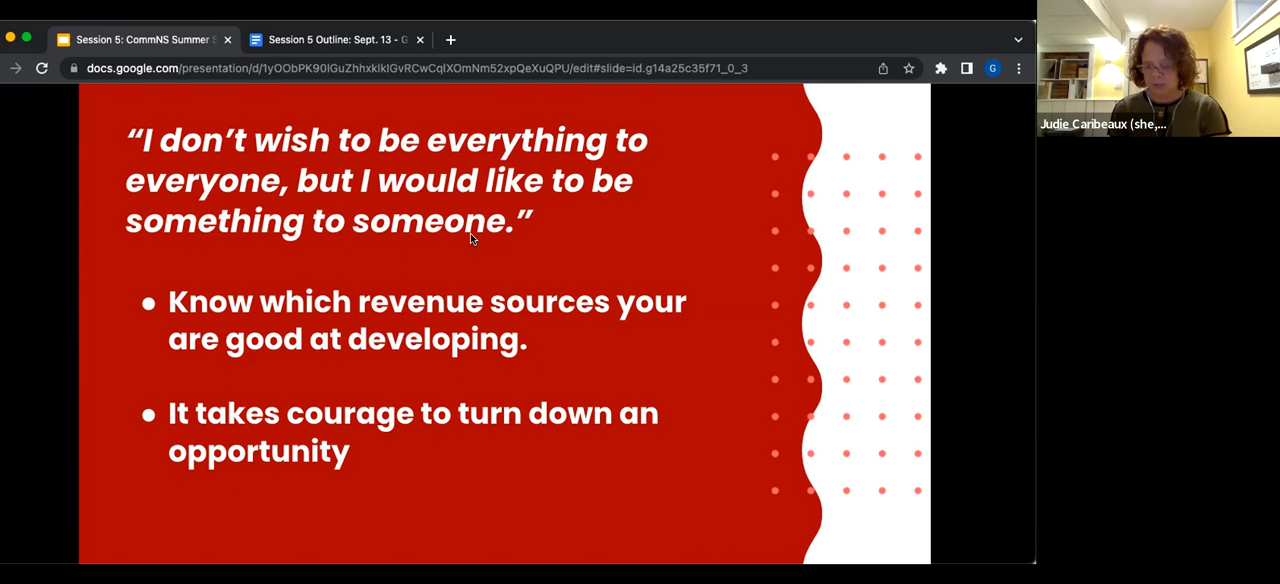 Session 5: CommNS Summer S
Session 5 Outline: Sept. 13 - G
docs.google.com/presentation/d/1yOObPK90IGuZhhxkIkIGvRCwCqIXOmNm52xpQeXuQPU/edit#slide=id.g14a25c35f71_0_3
G
“I don’t wish to be everything to
everyone, but I would like to be
something to someone.”
● Know which revenue sources your
are good at developing.
● It takes courage to turn down an
opportunity
Judie Caribeaux (she,...